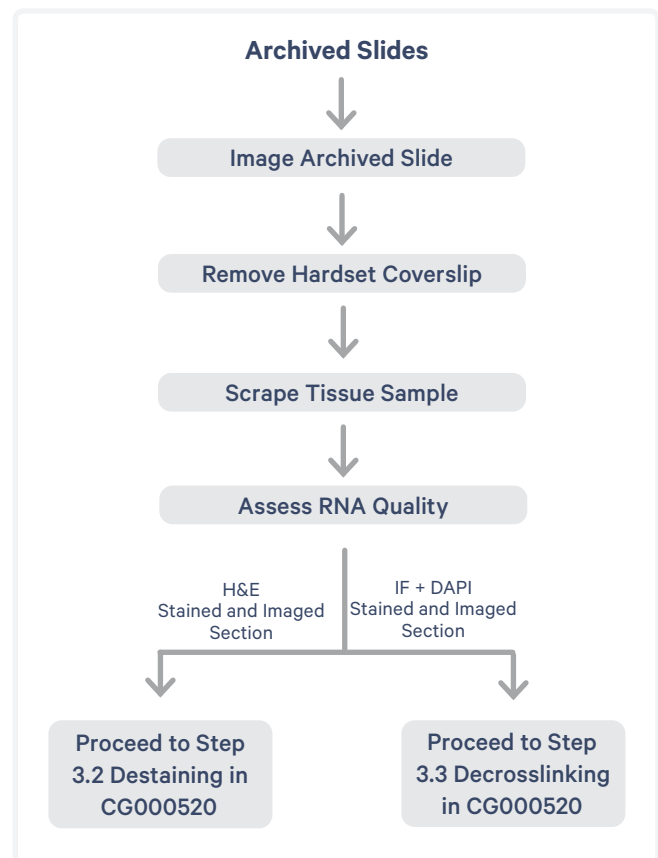 Archived Slides
Image Archived Slide
Remove Hardset Coverslip
Scrape Tissue Sample
Assess RNA Quality
H&E
Stained and Imaged
Section
IF + DAPI
Stained and Imaged
Section
Proceed to Step
3.2 Destaining in
CG000520
Proceed to Step
3.3 Decrosslinking
in CG000520